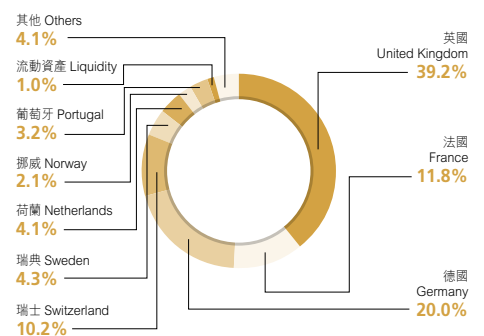 其他 Others
4.1%
流動資產 Liquidity
1.0%
葡萄牙 Portugal
3.2%
挪威 Norway
2.1%
荷蘭 Netherlands
4.1%
瑞典 Sweden
4.3%
瑞士 Switzerland
10.2%
英國
United Kingdom
39.2%
法國
France
11.8%
德國
Germany
20.0%